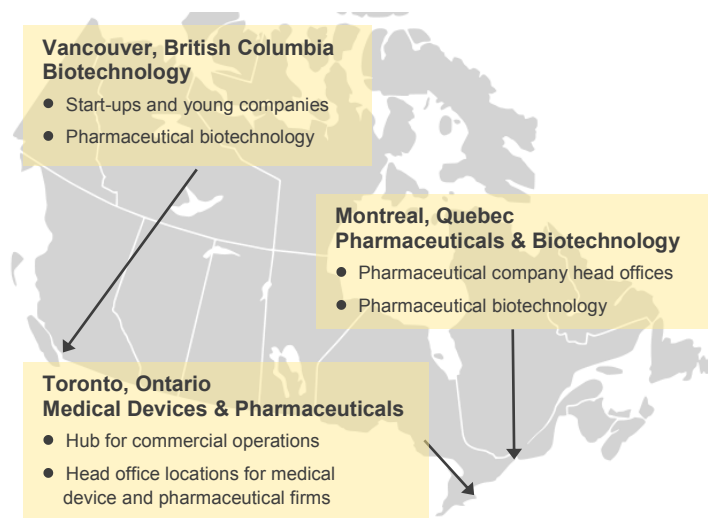 Vancouver, British Columbia
Biotechnology
● Start-ups and young companies
● Pharmaceutical biotechnology
Montreal, Quebec
Pharmaceuticals & Biotechnology
● Pharmaceutical company head offices
● Pharmaceutical biotechnology
Toronto, Ontario
Medical Devices & Pharmaceuticals
● Hub for commercial operations
● Head office locations for medical
device and pharmaceutical firms